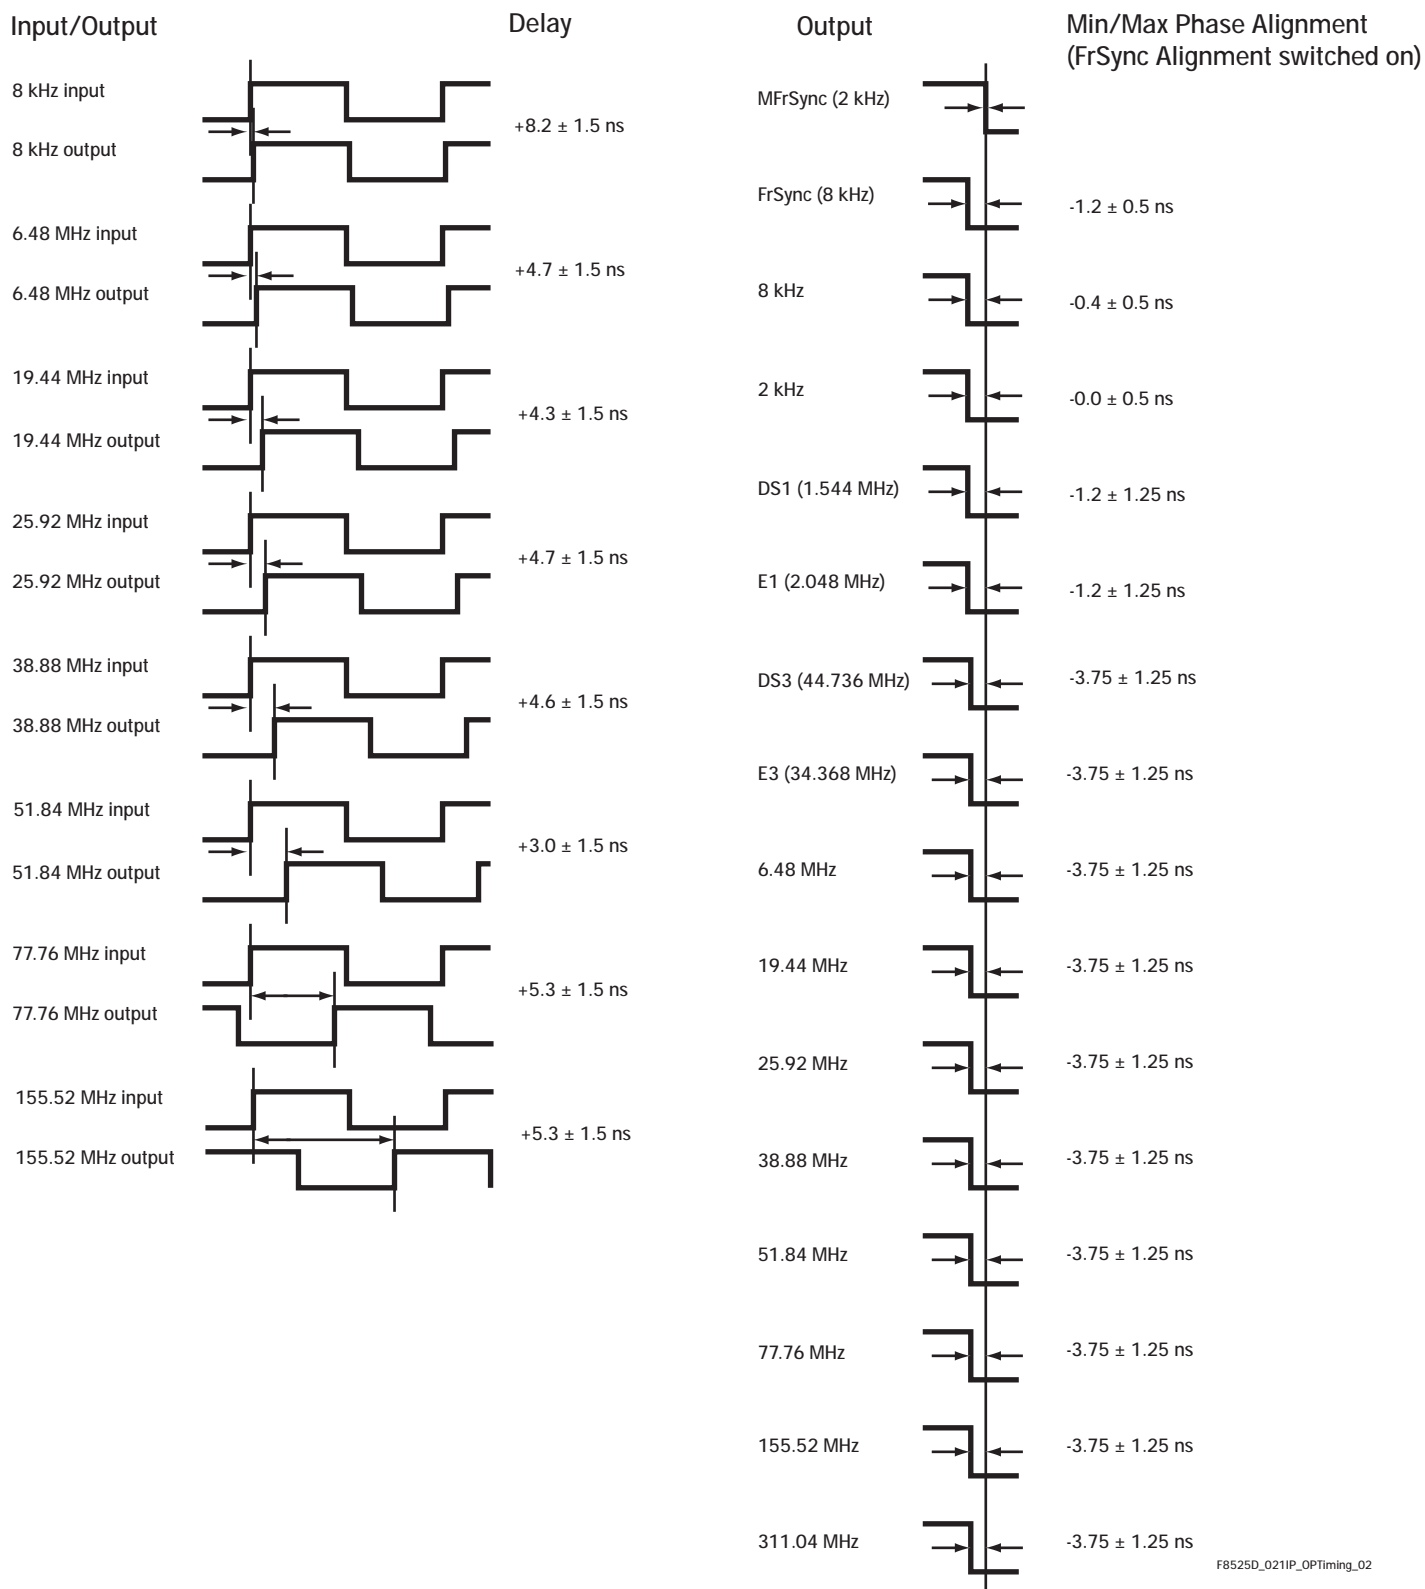 Input/Output
Delay
8 kHz input
8 kHz output
+8.2 ± 1.5 ns
6.48 MHz input
6.48 MHz output
+4.7 ± 1.5 ns
19.44 MHz input
19.44 MHz output
+4.3 ± 1.5 ns
25.92 MHz input
25.92 MHz output
+4.7 ± 1.5 ns
38.88 MHz input
38.88 MHz output
+4.6 ± 1.5 ns
51.84 MHz input
51.84 MHz output
+3.0 ± 1.5 ns
77.76 MHz input
77.76 MHz output
+5.3 ± 1.5 ns
155.52 MHz input
155.52 MHz output
+5.3 ± 1.5 ns
Output
Min/Max Phase Alignment
(FrSync Alignment switched on)
MFrSync (2 kHz)
FrSync (8 kHz)
-1.2 ± 0.5 ns
8 kHz
-0.4 ± 0.5 ns
2 kHz
-0.0 ± 0.5 ns
DS1 (1.544 MHz)
-1.2 ± 1.25 ns
E1 (2.048 MHz)
-1.2 ± 1.25 ns
DS3 (44.736 MHz)
-3.75 ± 1.25 ns
E3 (34.368 MHz)
-3.75 ± 1.25 ns
6.48 MHz
-3.75 ± 1.25 ns
19.44 MHz
-3.75 ± 1.25 ns
25.92 MHz
-3.75 ± 1.25 ns
38.88 MHz
-3.75 ± 1.25 ns
51.84 MHz
-3.75 ± 1.25 ns
77.76 MHz
-3.75 ± 1.25 ns
155.52 MHz
-3.75 ± 1.25 ns
311.04 MHz
-3.75 ± 1.25 ns
F8525D_021IP_OPTiming_02